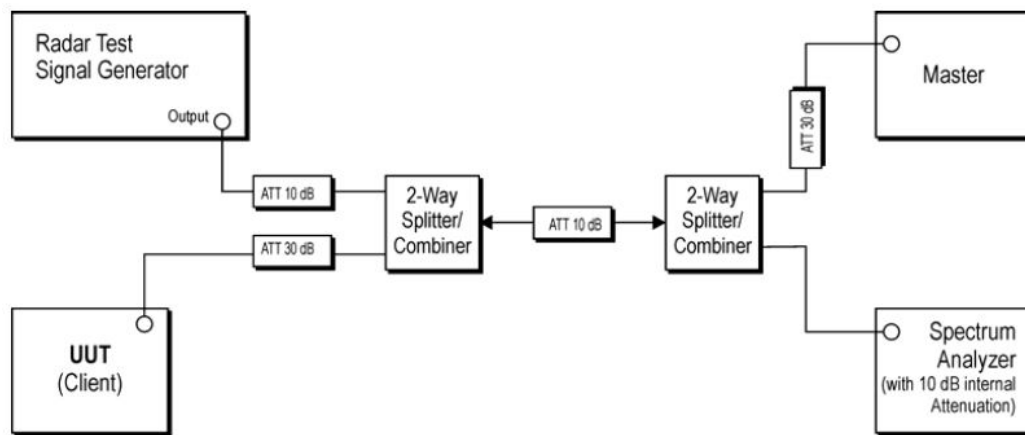 Radar Test
Signal Generator
Output
ATT 10 dB
ATT 30 dB
UUT
(Client)
2-Way
Splitter/
Combiner
ATT 10 dB
2-Way
Splitter/
Combiner
ATT 30 dB
Master
Spectrum
Analyzer
(with 10 dB internal
Attenuation)